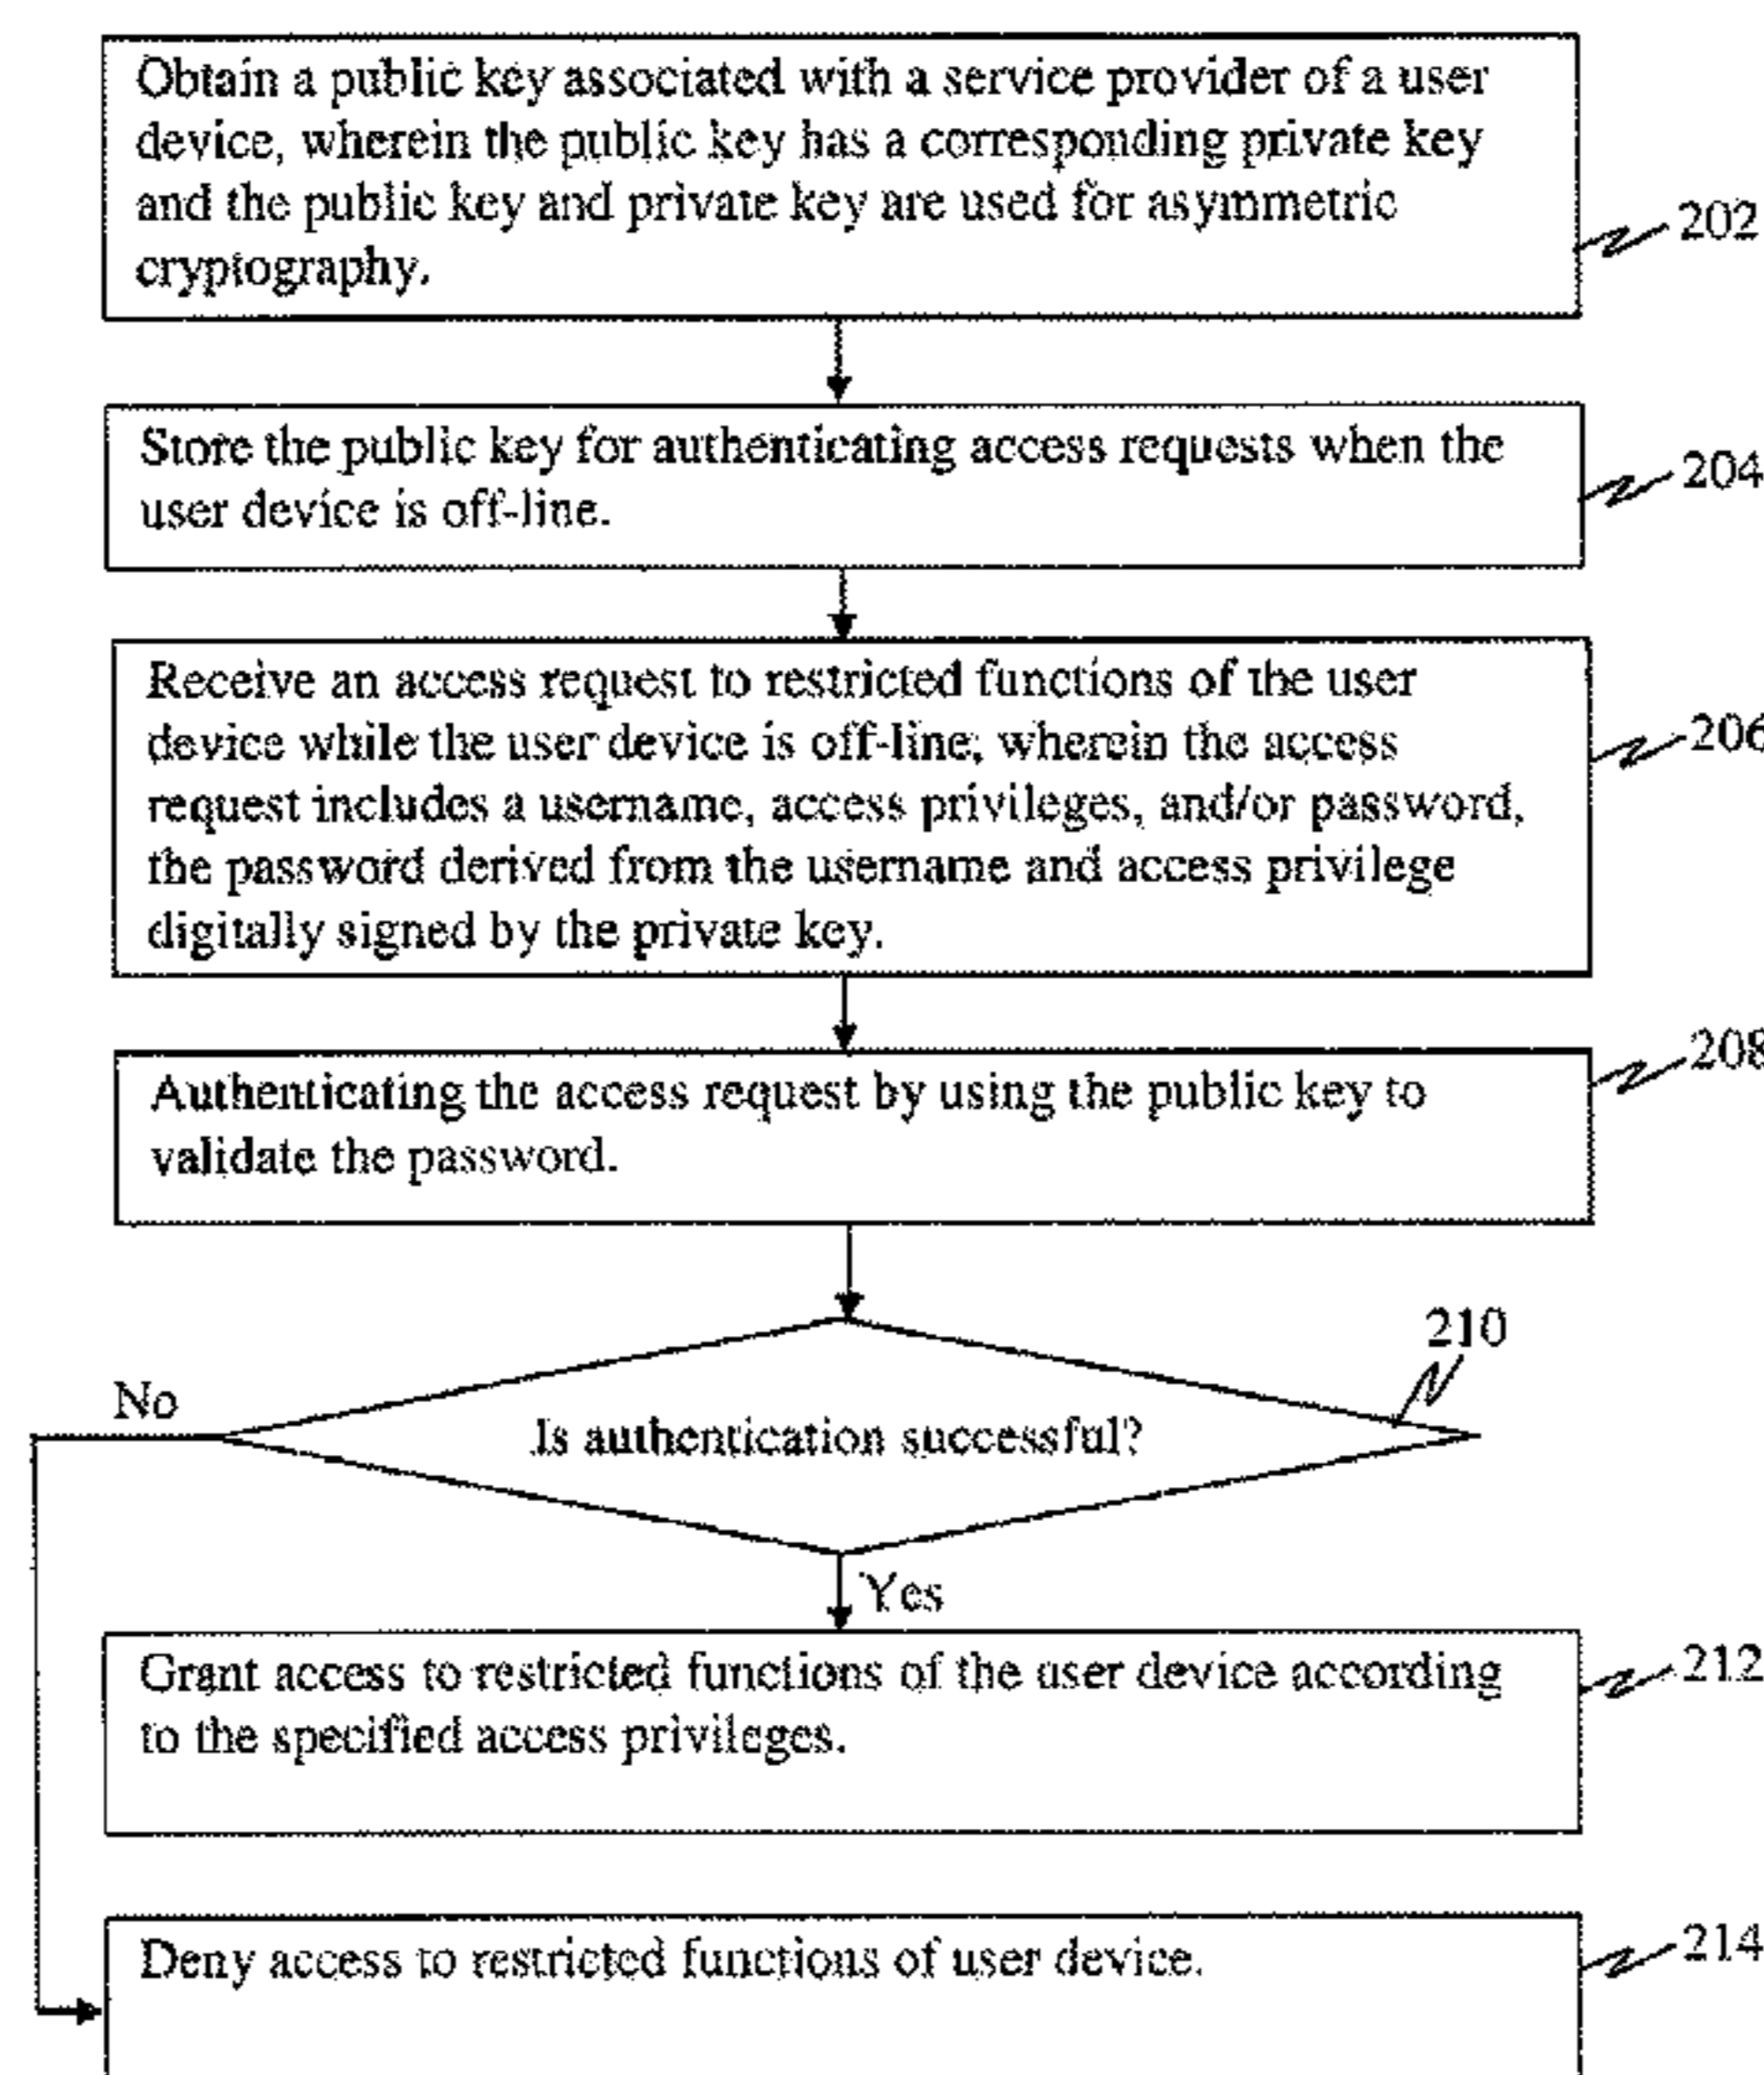 Obtain a public key associated with a service provider of a user
device, wherein the public key has a corresponding private key
and the public key and private key are used for asymmetric
cryptography.
202
Store the public key for authenticating access requests when the
user device is off-line.
204
Receive an access request to restricted functions of the user
device while the user device is off-line; wherein the access
request includes a username, access privileges, and/or password,
the password derived from the username and access privilege
digitally signed by the private key.
206
Authenticating the access request by using the public key to
validate the password.
208
210
No
Is authentication successful?
Yes
Grant access to restricted functions of the user device according
to the specified access privileges.
212
Deny access to restricted functions of user device.
214